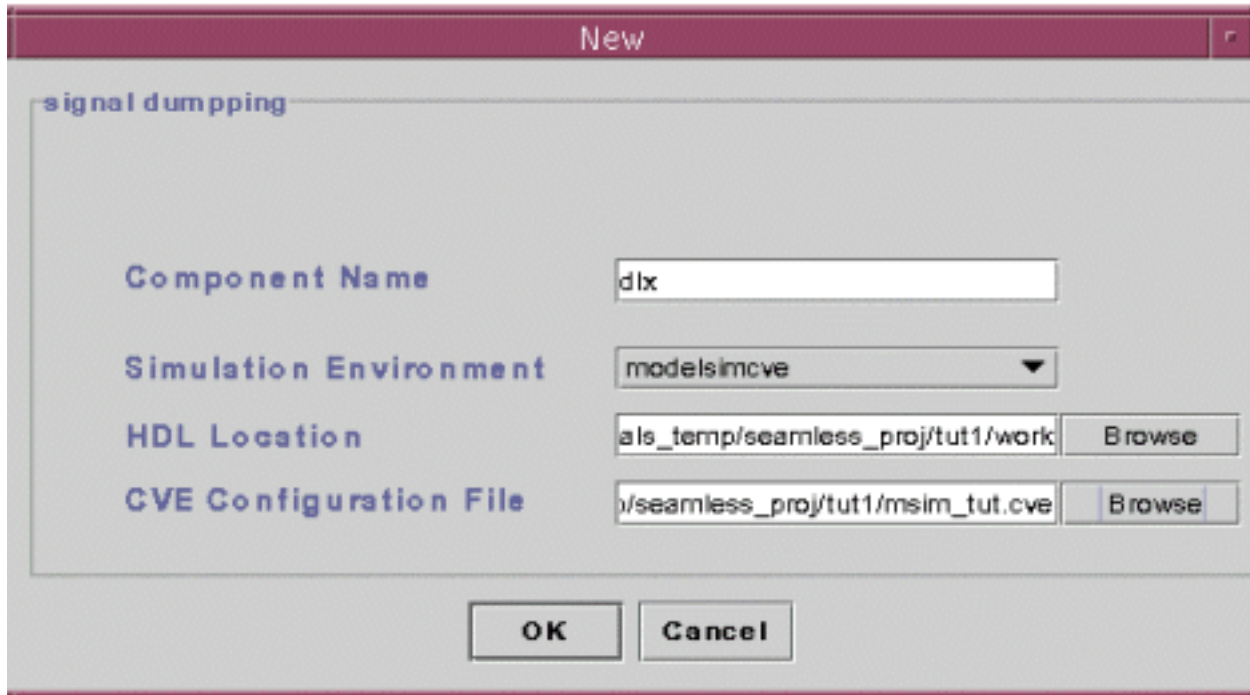 New
signal dumpping
Component Name dlx
Simulation Environment modelsimcve
HDL Location als_temp/seamless_proj/tut1/work Browse
CVE Configuration File /seamless_proj/tut1/msim_tut.cve Browse
OK Cancel